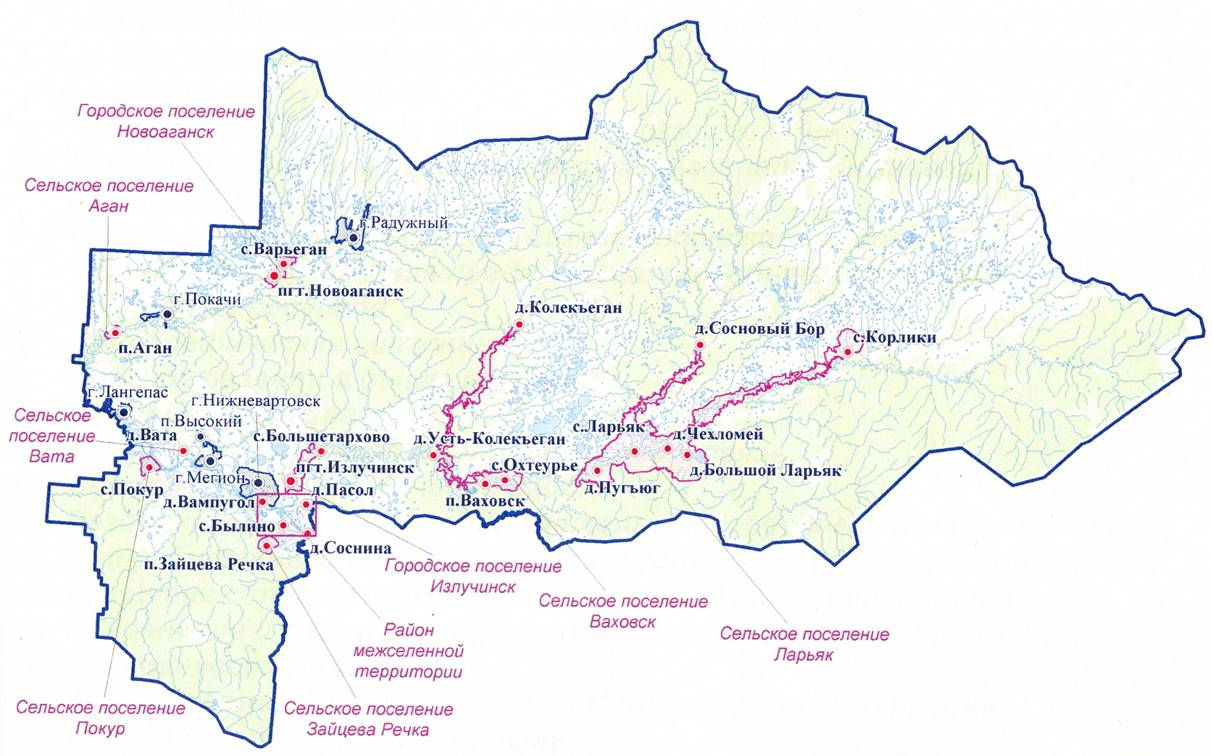 Городское поселение
Новоаганск
Сельское поселение
Аган
г.Радужный
с.Варьеган
пгт.Новоаганск
г.Покачи
п.Аган
д.Колекъеган
д.Сосновый Бор
с.Корлики
г.Лангепас
г.Нижневартовск
п.Высокий
Сельское
поселение
Вата
д.Вата
с.Большетархово
д.Усть-Колекъеган
с.Ларьяк
д.Чехломей
пгт.Излучинск
с.Охтеурье
д.Большой Ларьяк
с.Покур
г.Мегион
д.Пасол
п.Ваховск
д.Пугъюг
д.Вампугол
с.Былино
д.Соснина
п.Зайцева Речка
Городское поселение
Излучинск
Сельское поселение
Ваховск
Район
межселенной
территории
Сельское поселение
Ларьяк
Сельское поселение
Покур
Сельское поселение
Зайцева Речка